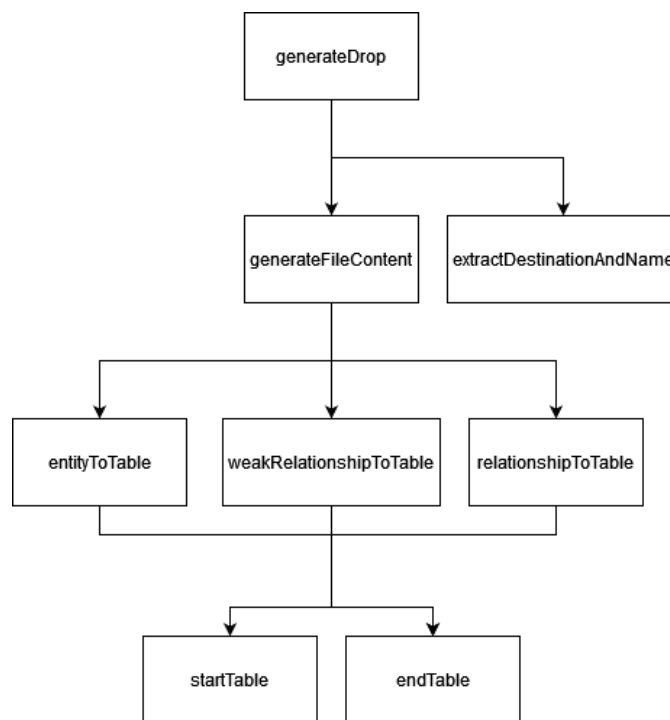 generateDrop
generateFileContent
extractDestinationAndName
entityToTable
weakRelationshipToTable
relationshipToTable
startTable
endTable